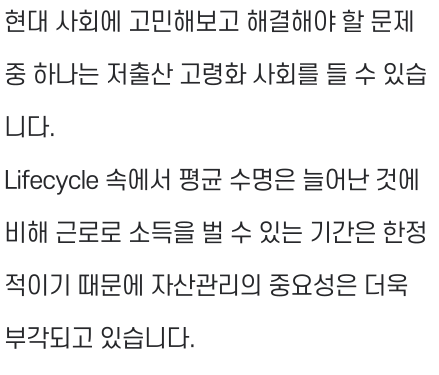 현대 사회에 고민해보고 해결해야 할 문제
중 하나는 저출산 고령화 사회를 들 수 있습
니다.
Lifecycle 속에서 평균 수명은 늘어난 것에
비해 근로로 소득을 벌 수 있는 기간은 한정
적이기 때문에 자산관리의 중요성은 더욱
부각되고 있습니다.